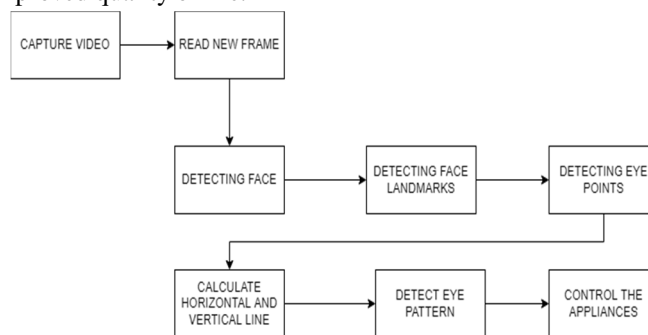 CAPTURE VIDEO
READ NEW FRAME
DETECTING FACE
DETECTING FACE
LANDMARKS
DETECTING EYE
POINTS
CALCULATE
HORIZONTAL AND
VERTICAL LINE
DETECT EYE
PATTERN
CONTROL THE
APPLIANCES